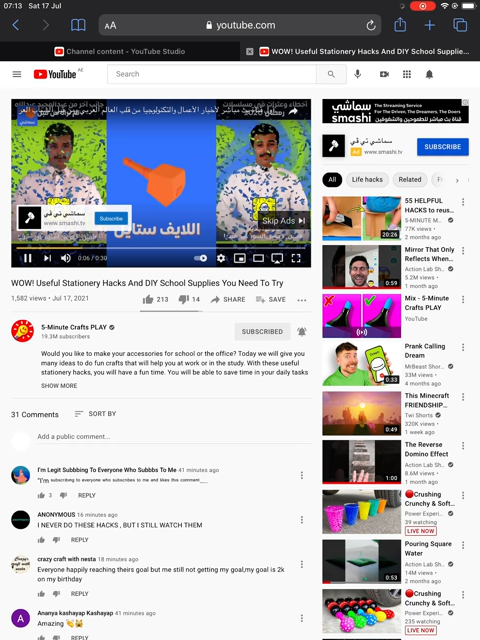 07:13 Sat 17 Jul
100%
AA
youtube.com
Channel content - YouTube Studio
WOW! Useful Stationery Hacks And DIY School Supplie...
YouTube AE
Search
سماشي تي في
www.smashi.tv
Subscribe
Skip Ads
اللايف ستايل
0:06 / 0:30
WOW! Useful Stationery Hacks And DIY School Supplies You Need To Try
1,582 views • Jul 17, 2021
213
14
SHARE
SAVE
5-Minute Crafts PLAY
19.3M subscribers
SUBSCRIBED
Would you like to make your accessories for school or the office? Today we will give you
many ideas to do fun crafts that will help you at work or in the study. With these useful
stationery hacks, you will have a fun time. You will be able to save time in your daily tasks
SHOW MORE
31 Comments
SORT BY
Add a public comment...
I'm Legit Subbbing To Everyone Who Subbbs To Me 41 minutes ago
"I'm subscribing to everyone who subscribes to me and likes this comment
3
REPLY
ANONYMOUS 16 minutes ago
I NEVER DO THESE HACKS , BUT I STILL WATCH THEM
REPLY
crazy craft with nesta 18 minutes ago
Everyone happily reaching theirs goal but me still not getting my goal,my goal is 2k
on my birthday
REPLY
Ananya kashayap Kashayap 41 minutes ago
Amazing
REPLY
سماشي
smashi
The Streaming Service
For The Driven, The Doers, The Dreamers
قناة بث مباشر للطموحين والشغوفين
سماشي تي في
Ad www.smashi.tv
SUBSCRIBE
All
Life hacks
Related
55 HELPFUL
HACKS to reus...
5-MINUTE M...
77K views •
2 months ago
20:26
Mirror That Only
Reflects When...
Action Lab Sh...
5.2M views •
1 month ago
0:59
Mix - 5-Minute
Crafts PLAY
YouTube
Prank Calling
Dream
MrBeast Shor...
33M views •
4 months ago
0:33
This Minecraft
FRIENDSHIP...
Twi Shorts
320K views •
1 week ago
0:49
The Reverse
Domino Effect
Action Lab Sh...
8.6M views •
1 month ago
1:00
Crushing
Crunchy & Soft...
Power Experi...
39 watching
LIVE NOW
Pouring Square
Water
Action Lab Sh...
14M views •
2 months ago
0:53
Crushing
Crunchy & Soft...
Power Experi...
235 watching
LIVE NOW